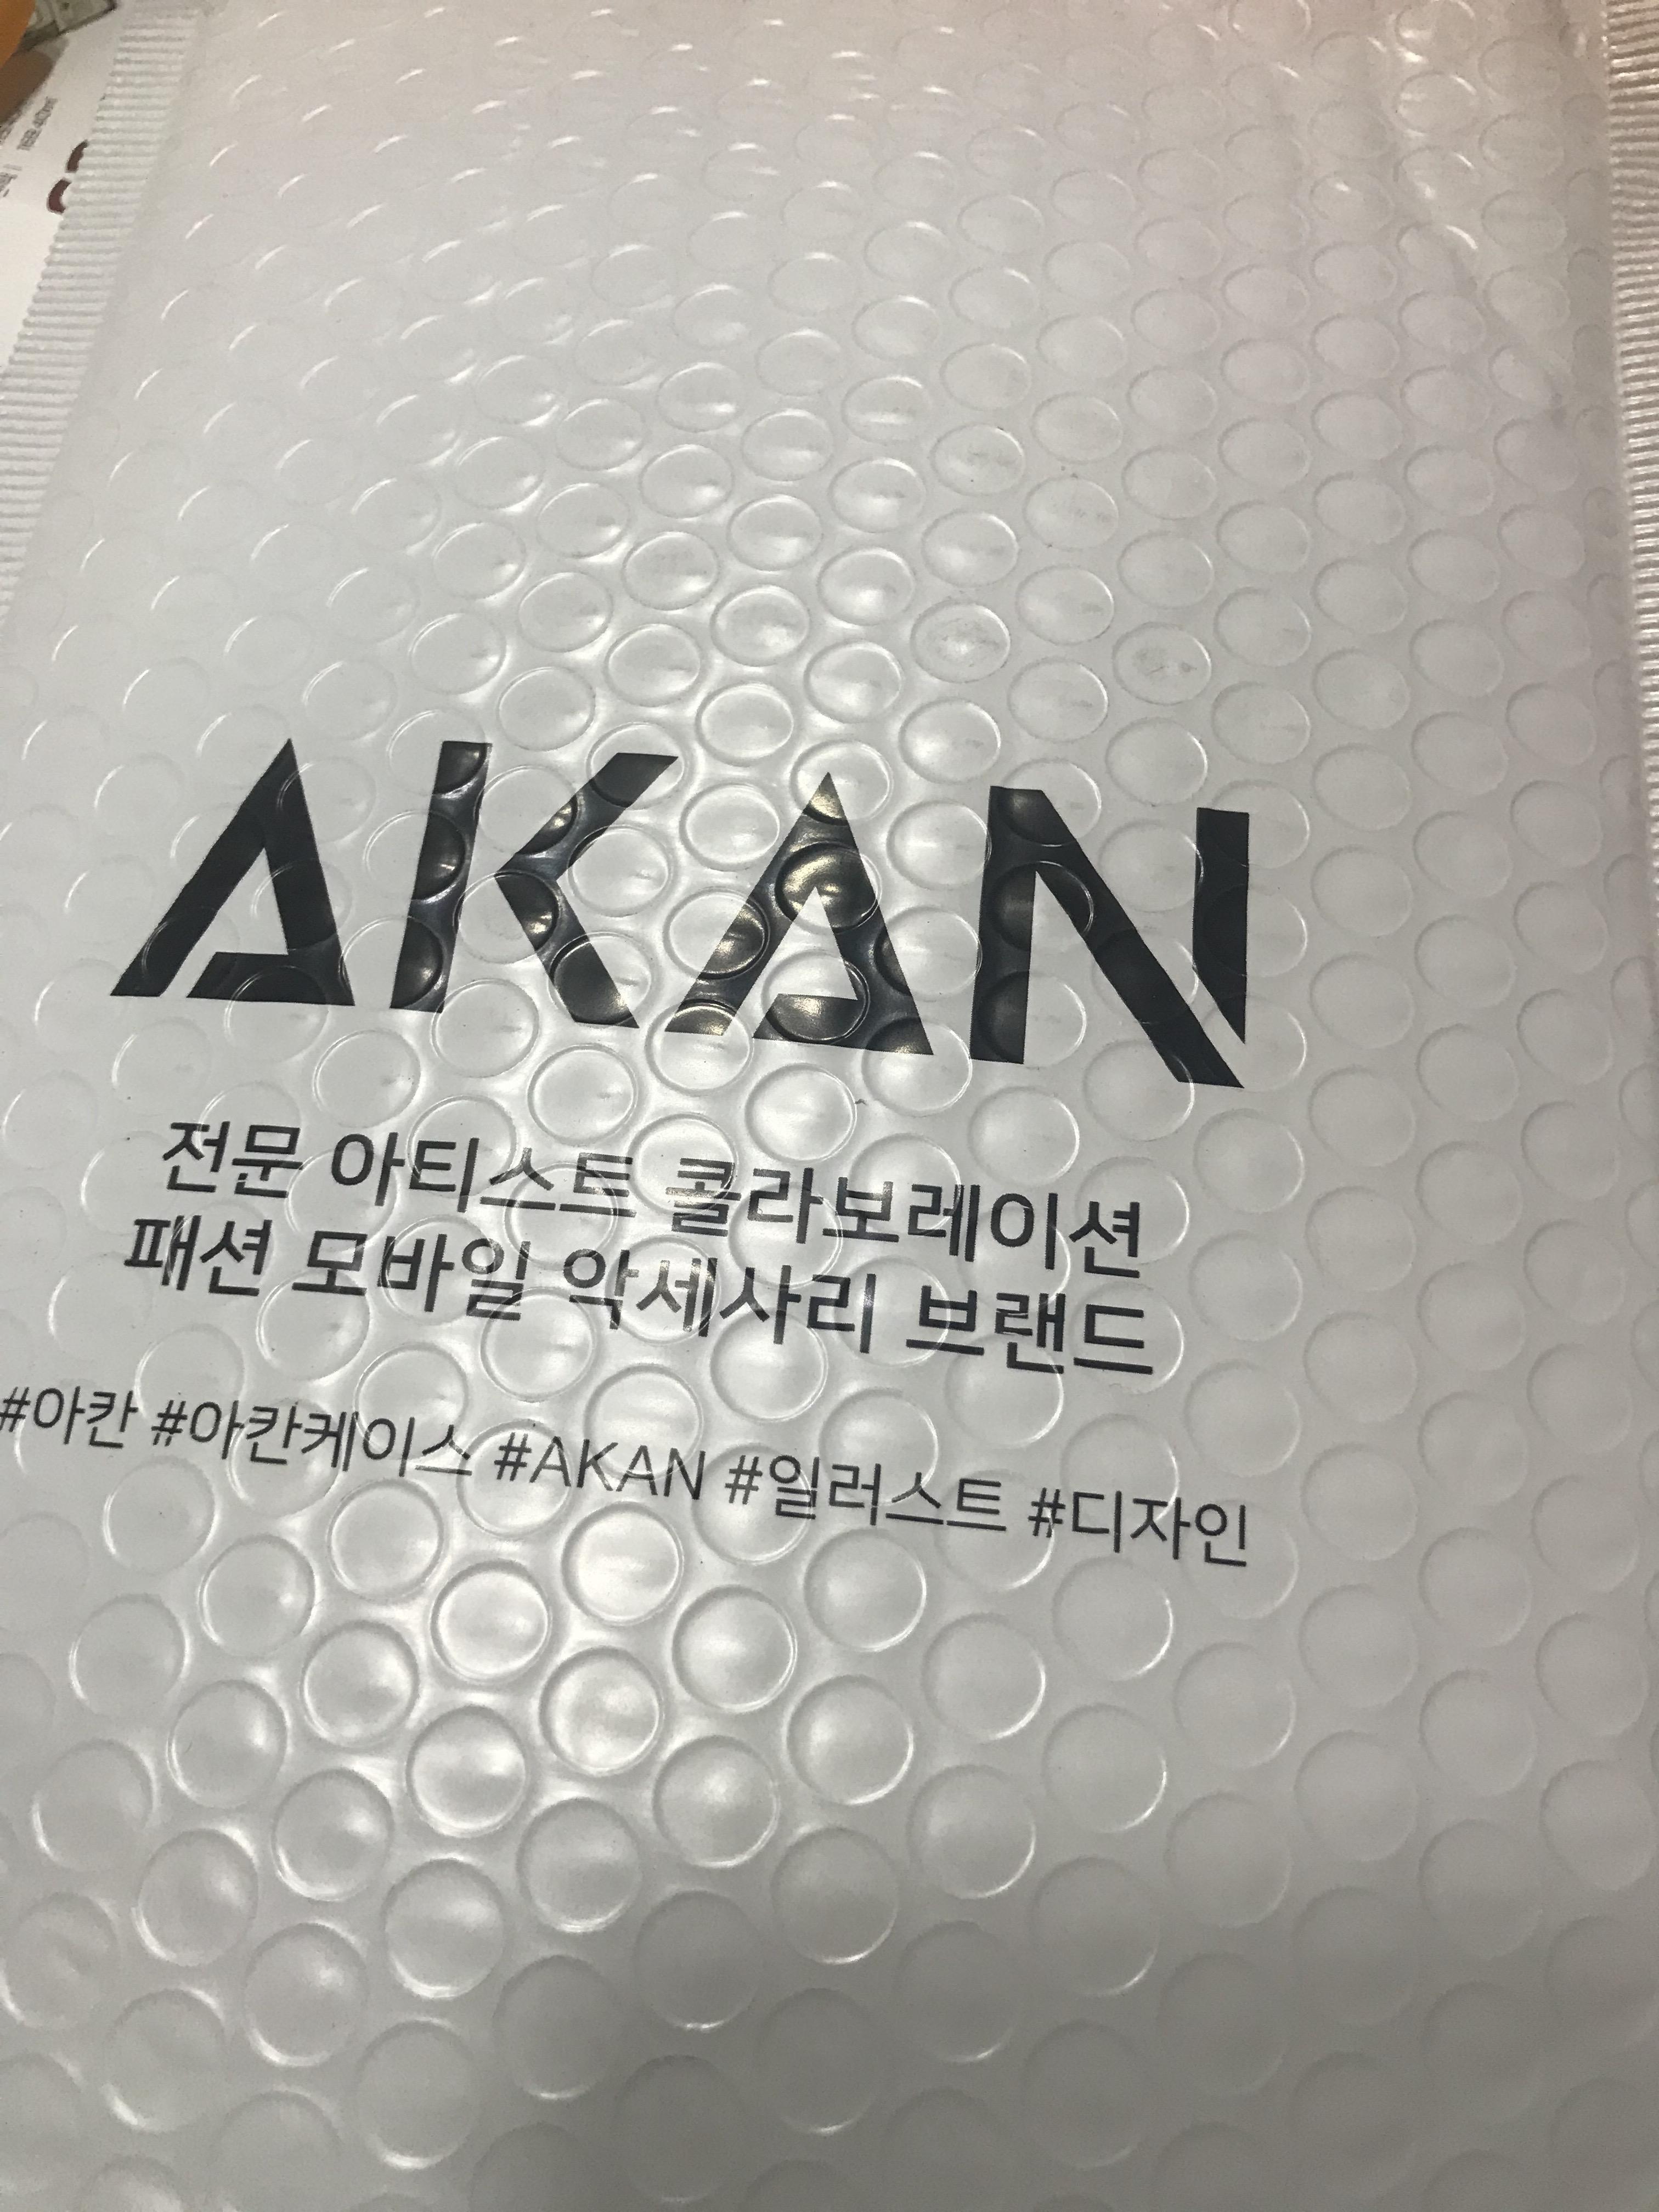 AKAN
전문 아티스트 콜라보레이션
패션 모바일 악세사리 브랜드
#아칸 #아칸케이스 #AKAN #일러스트 #디자인